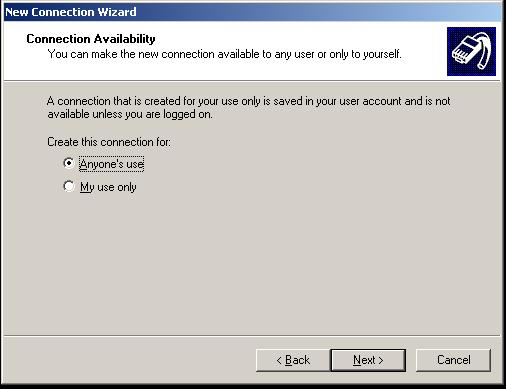 New Connection Wizard
Connection Availability
You can make the new connection available to any user or only to yourself.
A connection that is created for your use only is saved in your user account and is not
available unless you are logged on.
Create this connection for:
Anyone's use
My use only
< Back
Next >
Cancel